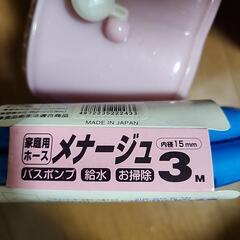 MADE IN JAPAN
4972235222433
家庭用
ホース
メナージュ
内径15mm
3M
バスポンプ 給水 お掃除